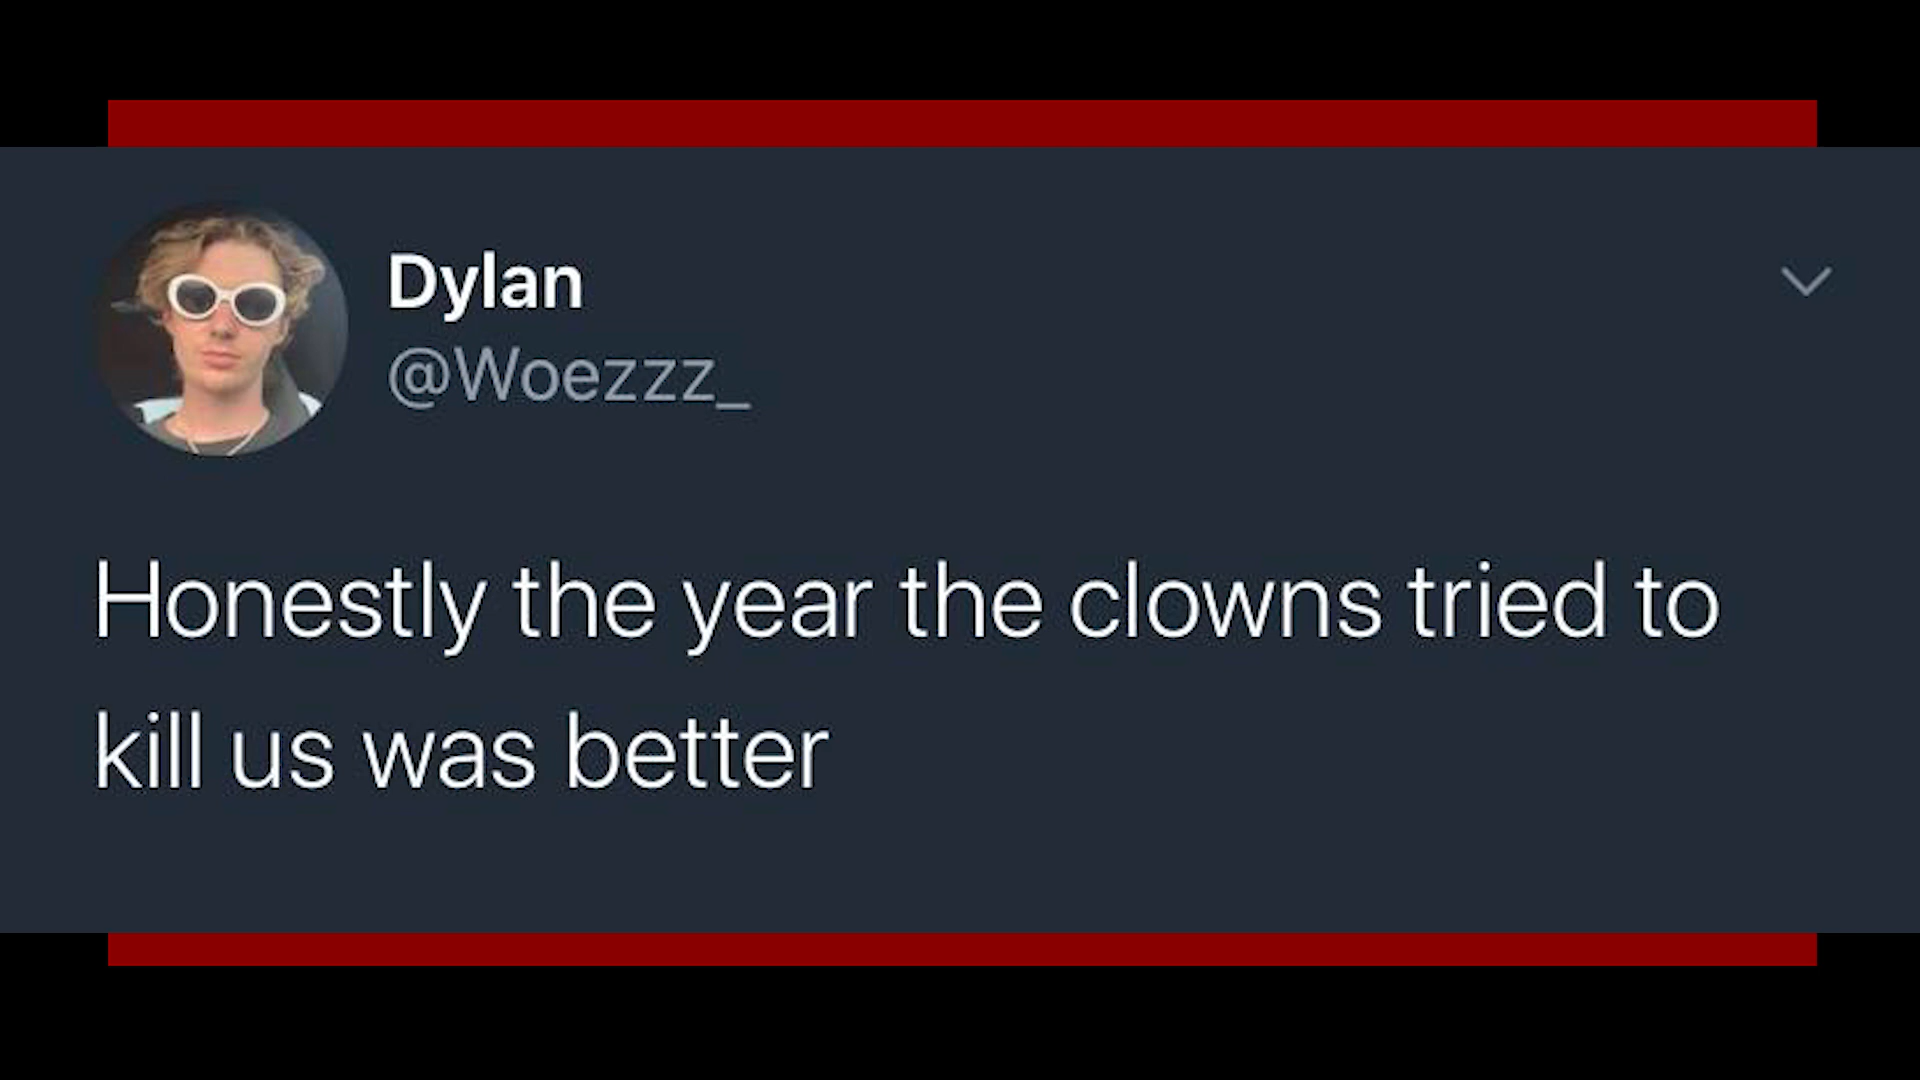 Dylan
@Woezzz_
Honestly the year the clowns tried to
kill us was better